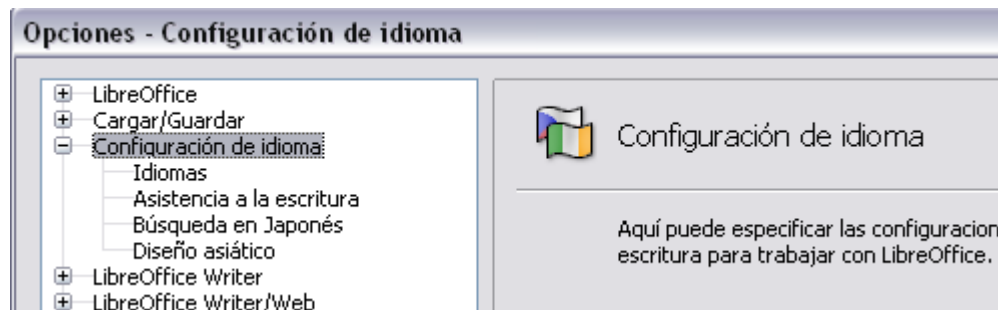 Opciones - Configuración de idioma
LibreOffice
Cargar/Guardar
Configuración de idioma
Idiomas
Asistencia a la escritura
Búsqueda en Japonés
Diseño asiático
LibreOffice Writer
LibreOffice Writer/Web
Configuración de idioma
Aquí puede especificar las configuracion
escritura para trabajar con LibreOffice.